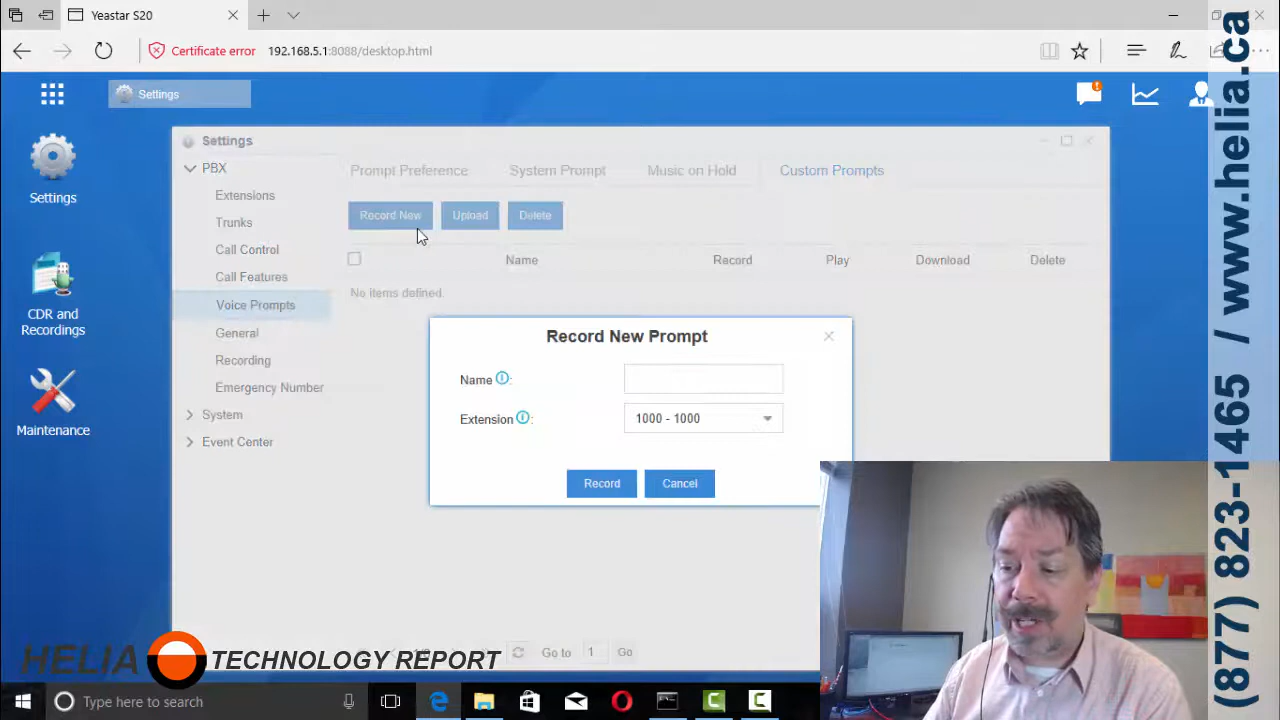 Yeastar S20
Certificate error
192.168.5.1:8088/desktop.html
Settings
Settings
CDR and
Recordings
Maintenance
Settings
PBX
Extensions
Trunks
Call Control
Call Features
Voice Prompts
General
Recording
Emergency Number
System
Event Center
Prompt Preference
System Prompt
Music on Hold
Custom Prompts
Record New
Upload
Delete
Name
Record
Play
Download
Delete
No items defined.
Record New Prompt
Name :
Extension :
1000 - 1000
Record
Cancel
Go to
1
Go
HELIA TECHNOLOGY REPORT
Type here to search
(877) 823-1465 / www.helia.ca